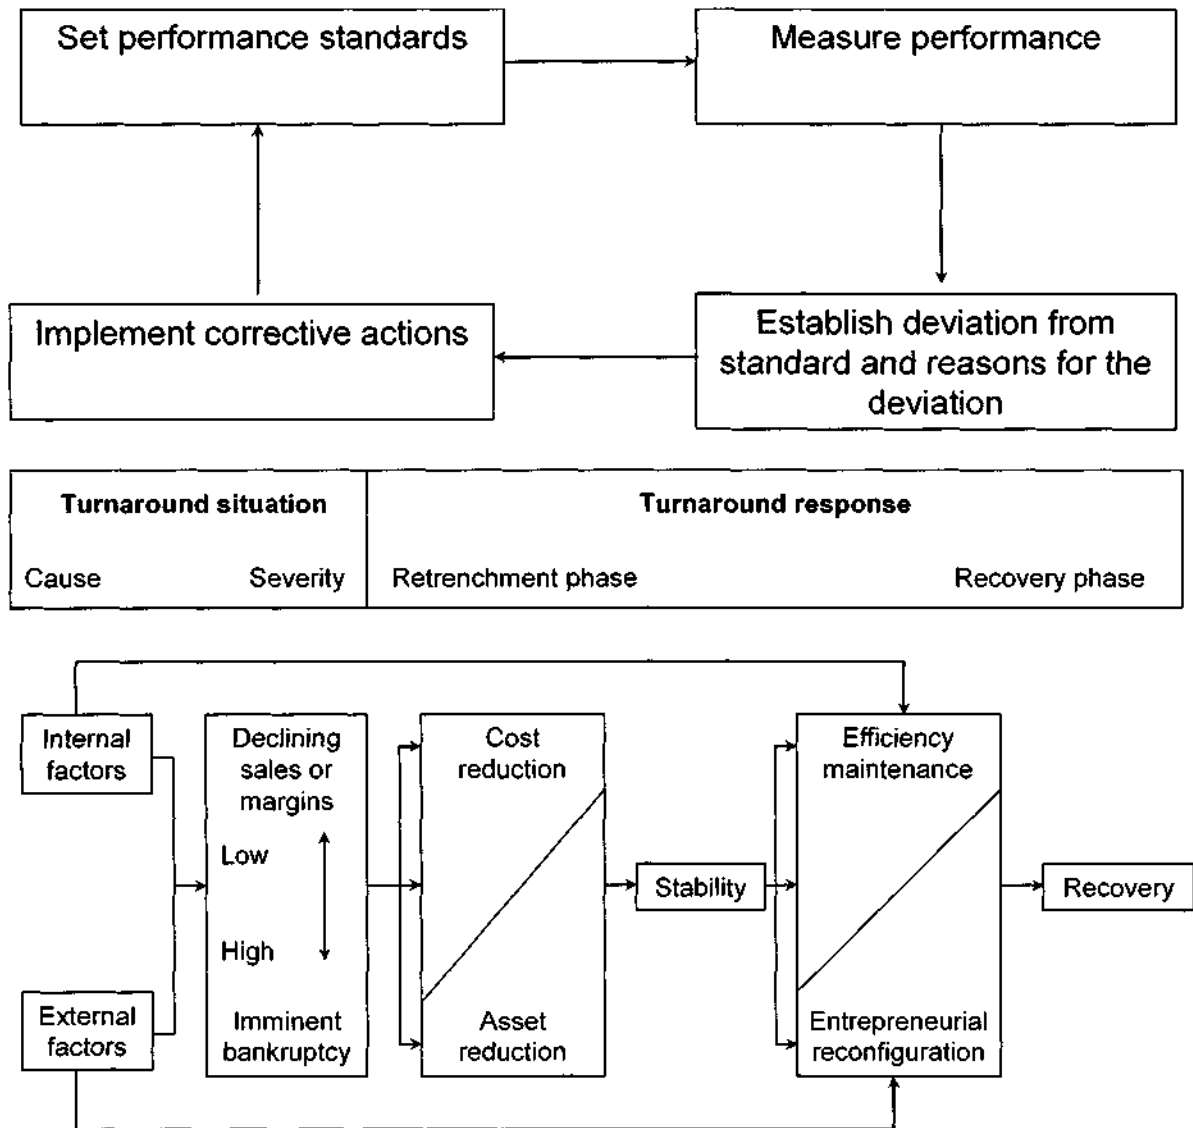 Set performance standards
Measure performance
Implement corrective actions
Establish deviation from
standard and reasons for the
deviation
Turnaround situation
Turnaround response
Cause
Severity
Retrenchment phase
Recovery phase
Internal
factors
External
factors
Declining
sales or
margins
Low
High
Imminent
bankruptcy
Cost
reduction
Asset
reduction
Stability
Efficiency
maintenance
Entrepreneurial
reconfiguration
Recovery